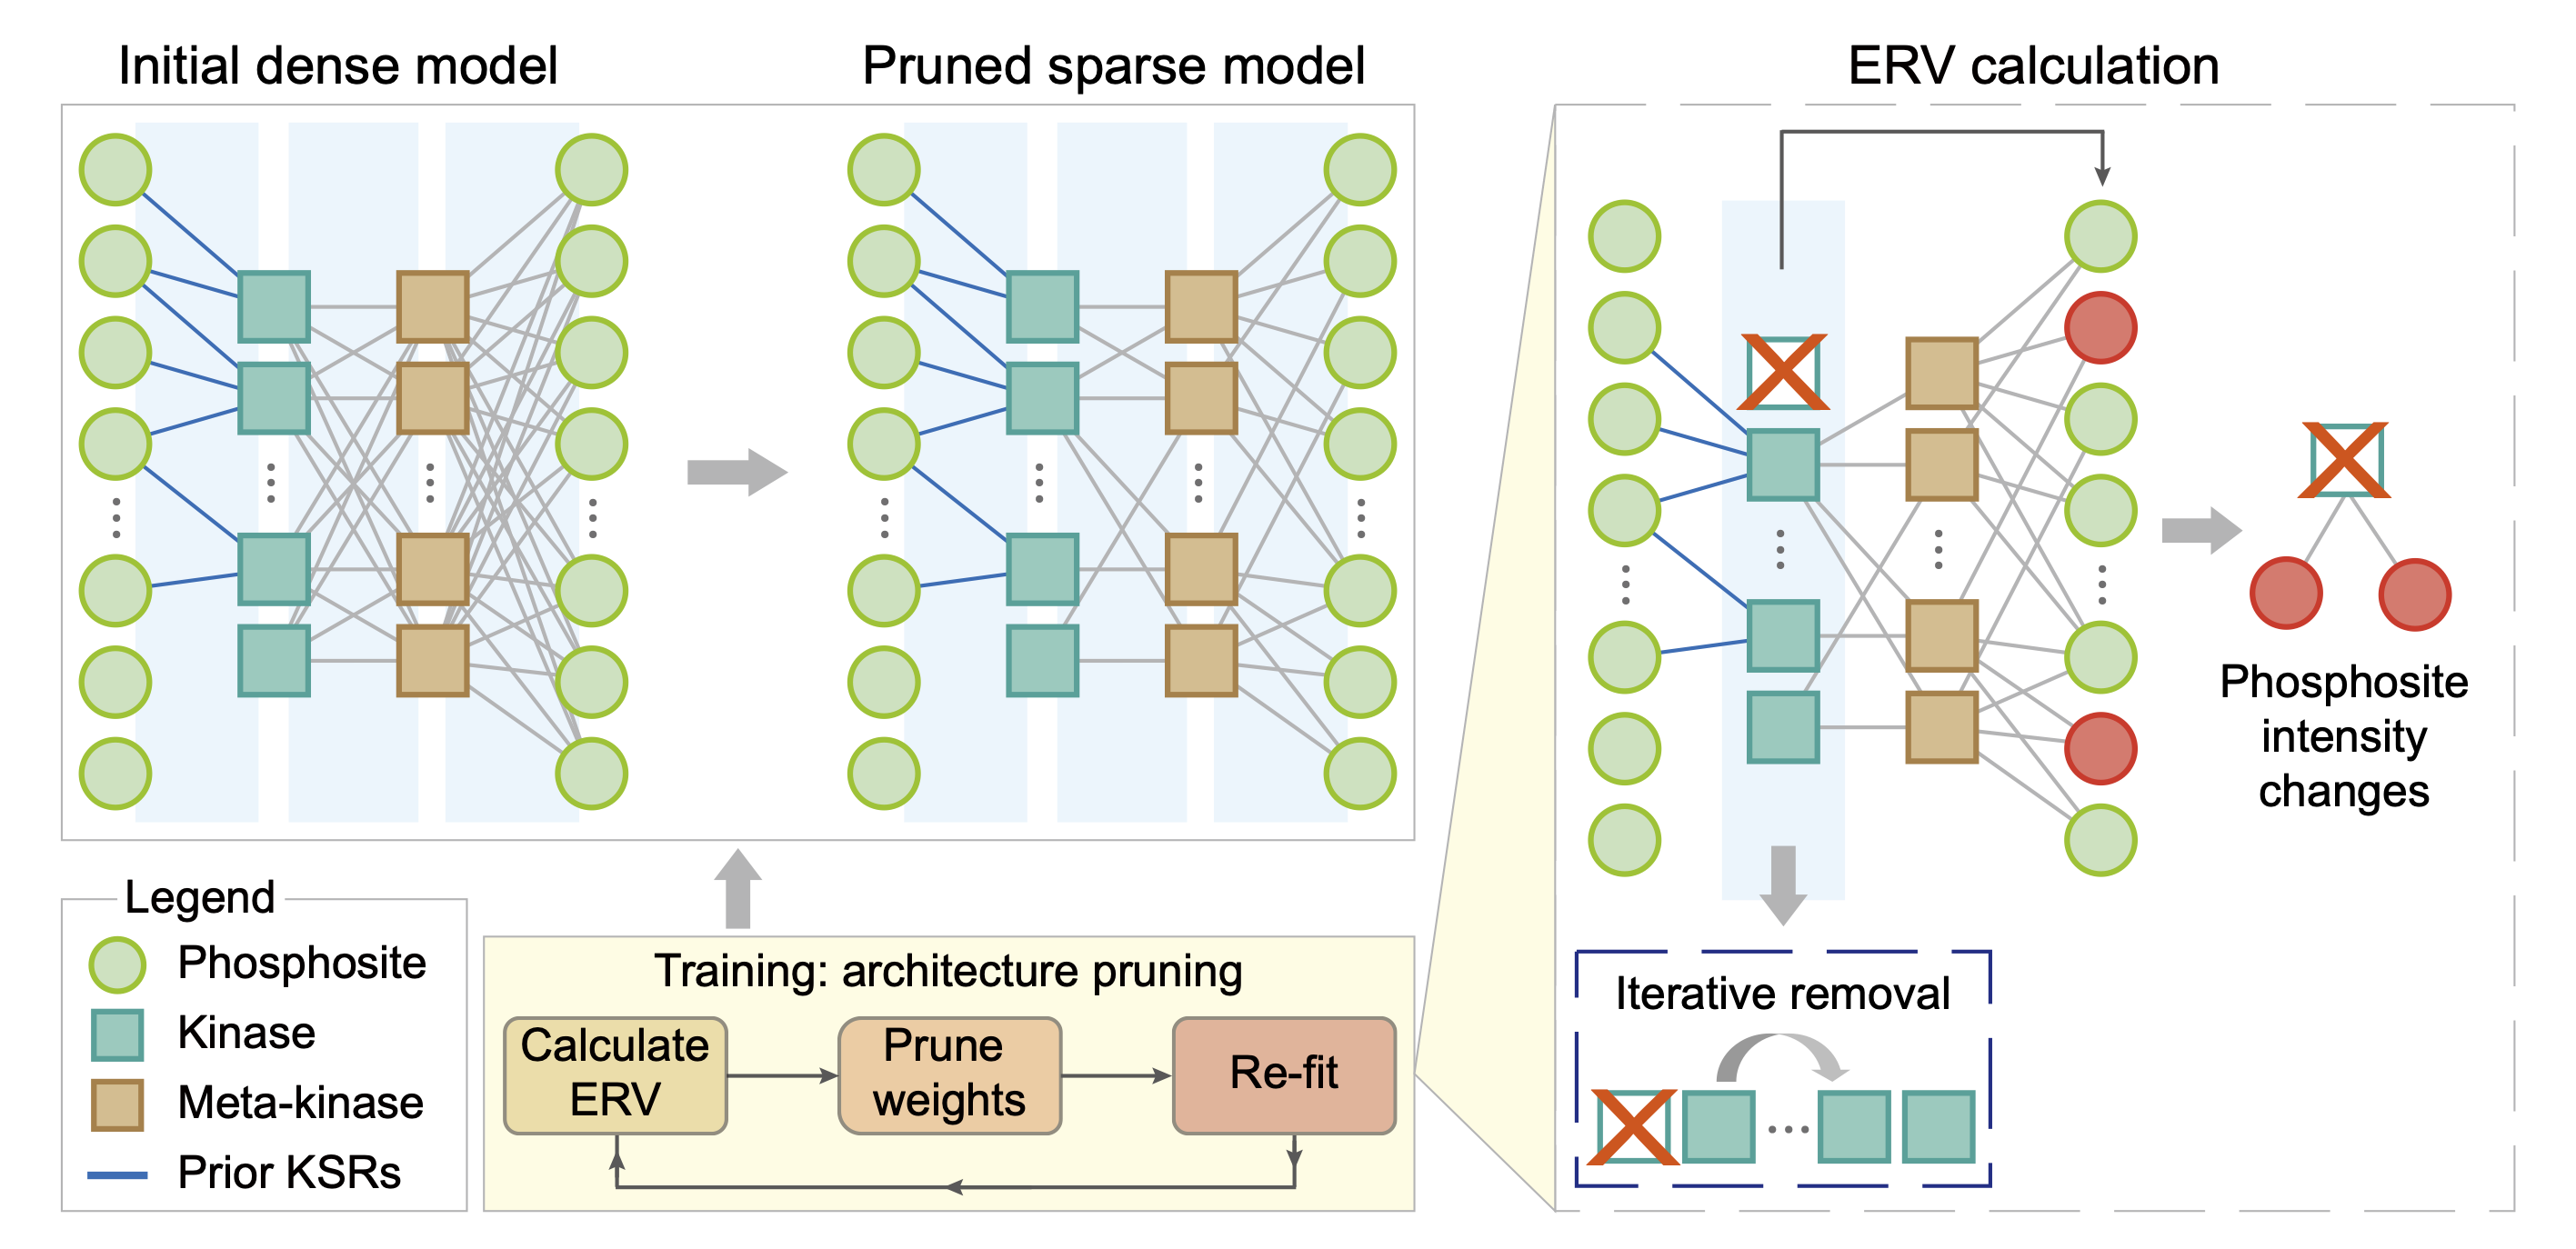 Initial dense model
Pruned sparse model
ERV calculation
Phosphosite
intensity
changes
Legend
Phosphosite
Kinase
Meta-kinase
Prior KSRs
Training: architecture pruning
Calculate
ERV
Prune
weights
Re-fit
Iterative removal